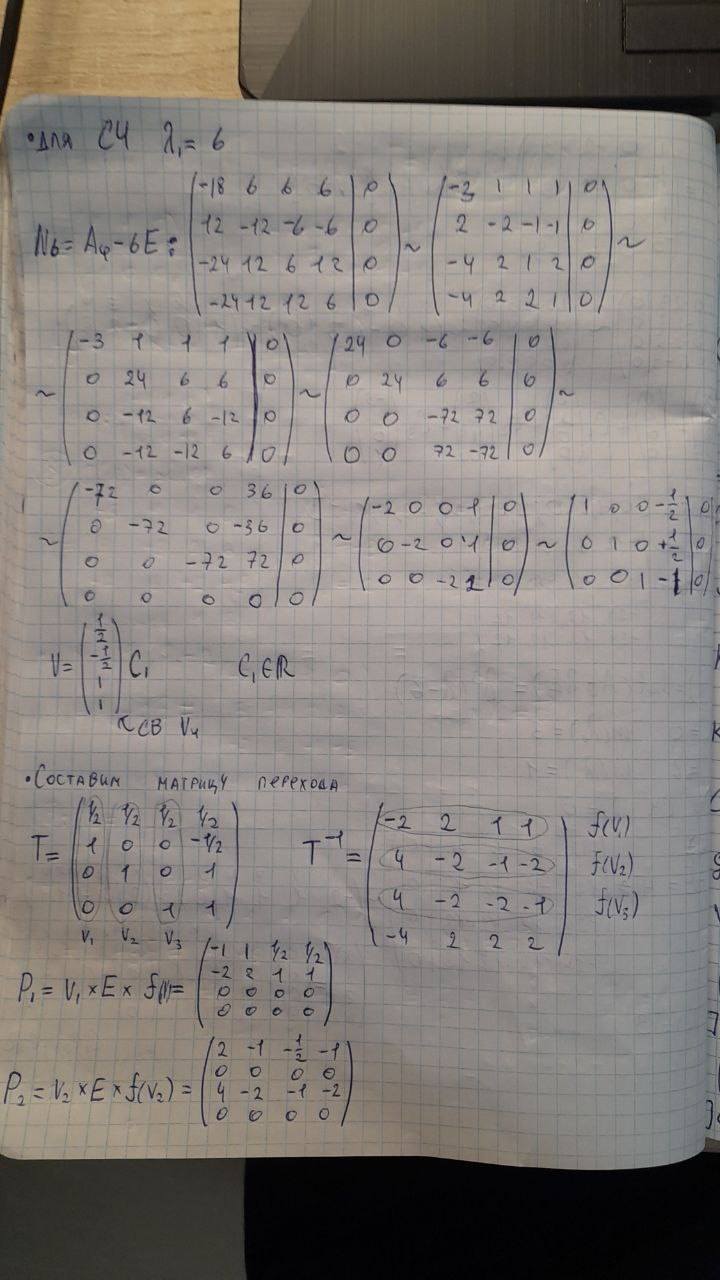 •для СЧ λ₁= 6
N₆= Aφ-6E :
(-18 6 6 6 | 0)
(12 -12 -6 -6 | 0)
(-24 12 6 12 | 0)
(-24 12 12 6 | 0)
~
(-3 1 1 1 | 0)
(2 -2 -1 -1 | 0)
(-4 2 1 2 | 0)
(-4 2 2 1 | 0)
~
~
(-3 1 1 1 | 0)
(0 24 6 6 | 0)
(0 -12 6 -12 | 0)
(0 -12 -12 6 | 0)
~
(24 0 -6 -6 | 0)
(0 24 6 6 | 0)
(0 0 -72 72 | 0)
(0 0 72 -72 | 0)
~
~
(-72 0 0 36 | 0)
(0 -72 0 -36 | 0)
(0 0 -72 72 | 0)
(0 0 0 0 | 0)
~
(-2 0 0 1 | 0)
(0 -2 0 -1 | 0)
(0 0 -2 2 | 0)
~
(1 0 0 -1/2 | 0)
(0 1 0 +1/2 | 0)
(0 0 1 -1 | 0)
V= (1/2 -1/2 1 1) C₁ C₁∈R
СВ V₄
•Составим матрицу перехода
T=
(1/2 1/2 1/2 1/2)
(1 0 0 -1/2)
(0 1 0 1)
(0 0 1 1)
V₁ V₂ V₃
T⁻¹=
(-2 2 1 1) f(V₁)
(4 -2 -1 -2) f(V₂)
(4 -2 -2 -1) f(V₃)
(-4 2 2 2)
P₁= V₁×E× f(1)=
(-1 1 1/2 1/2)
(-2 2 1 1)
(0 0 0 0)
(0 0 0 0)
P₂= V₂×E×f(V₂) =
(2 -1 -1/2 -1)
(0 0 0 0)
(4 -2 -1 -2)
(0 0 0 0)